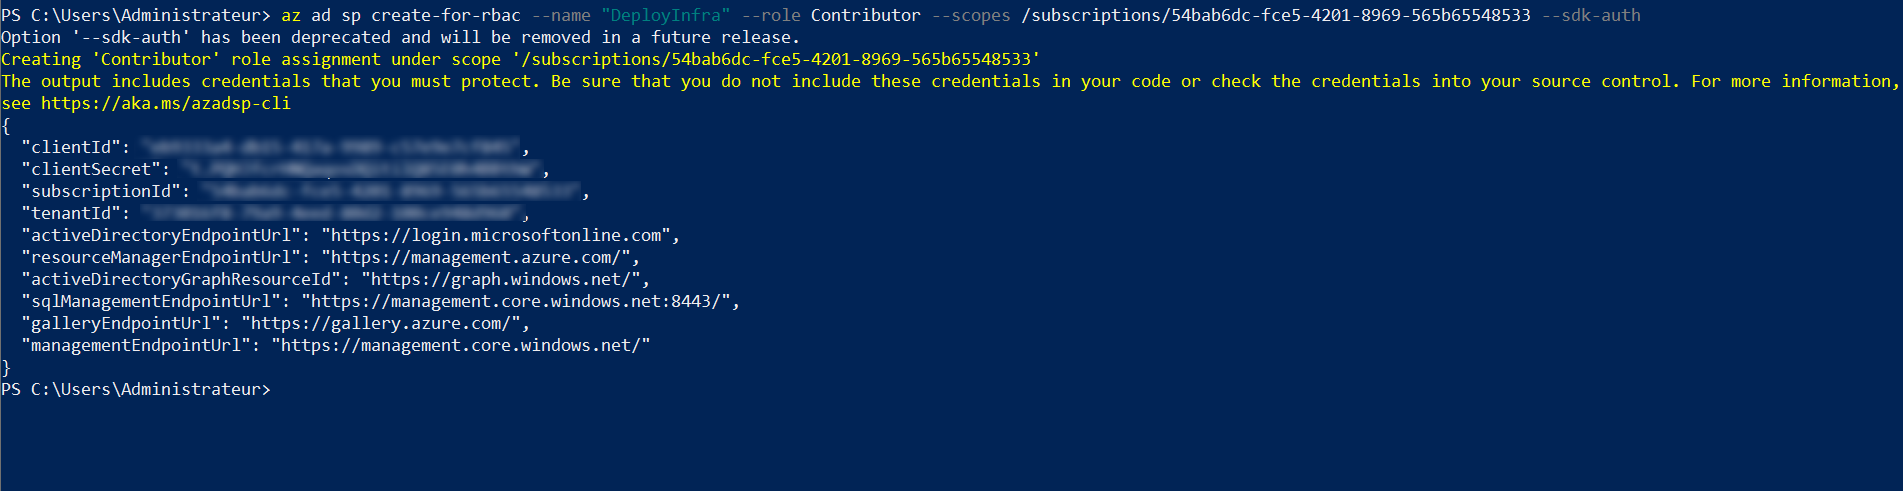 PS C:\Users\Administrateur> az ad sp create-for-rbac --name "DeployInfra" --role Contributor --scopes /subscriptions/54bab6dc-fce5-4201-8969-565b65548533 --sdk-auth
Option '--sdk-auth' has been deprecated and will be removed in a future release.
Creating 'Contributor' role assignment under scope '/subscriptions/54bab6dc-fce5-4201-8969-565b65548533'
The output includes credentials that you must protect. Be sure that you do not include these credentials in your code or check the credentials into your source control. For more information,
see https://aka.ms/azadsp-cli
{
"clientId": ,
"clientSecret": ,
"subscriptionId": ,
"tenantId": ,
"activeDirectoryEndpointUrl": "https://login.microsoftonline.com",
"resourceManagerEndpointUrl": "https://management.azure.com/",
"activeDirectoryGraphResourceId": "https://graph.windows.net/",
"sqlManagementEndpointUrl": "https://management.core.windows.net:8443/",
"galleryEndpointUrl": "https://gallery.azure.com/",
"managementEndpointUrl": "https://management.core.windows.net/"
}
PS C:\Users\Administrateur>